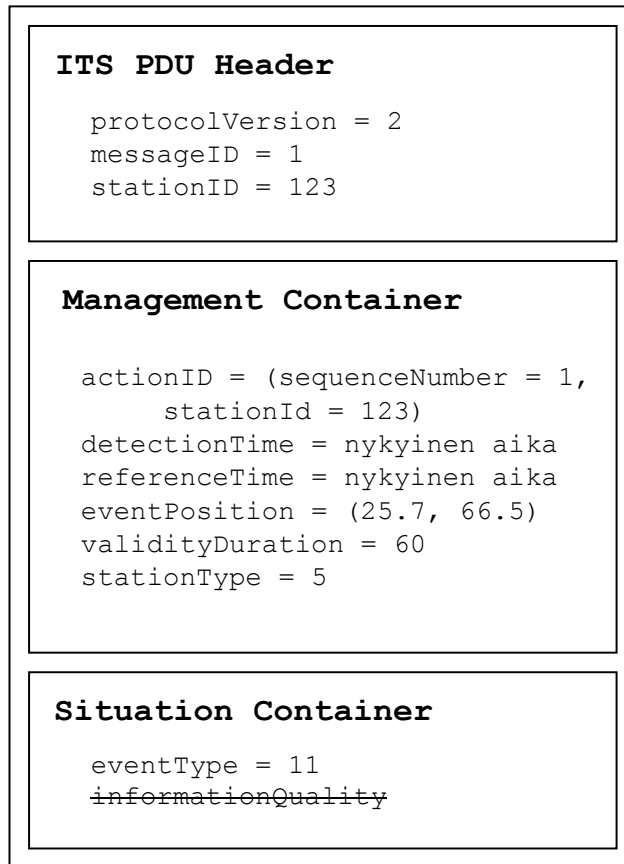 ITS PDU Header
protocolVersion = 2
messageID = 1
stationID = 123
Management Container
actionID = (sequenceNumber = 1,
stationId = 123)
detectionTime = nykyinen aika
referenceTime = nykyinen aika
eventPosition = (25.7, 66.5)
validityDuration = 60
stationType = 5
Situation Container
eventType = 11
informationQuality